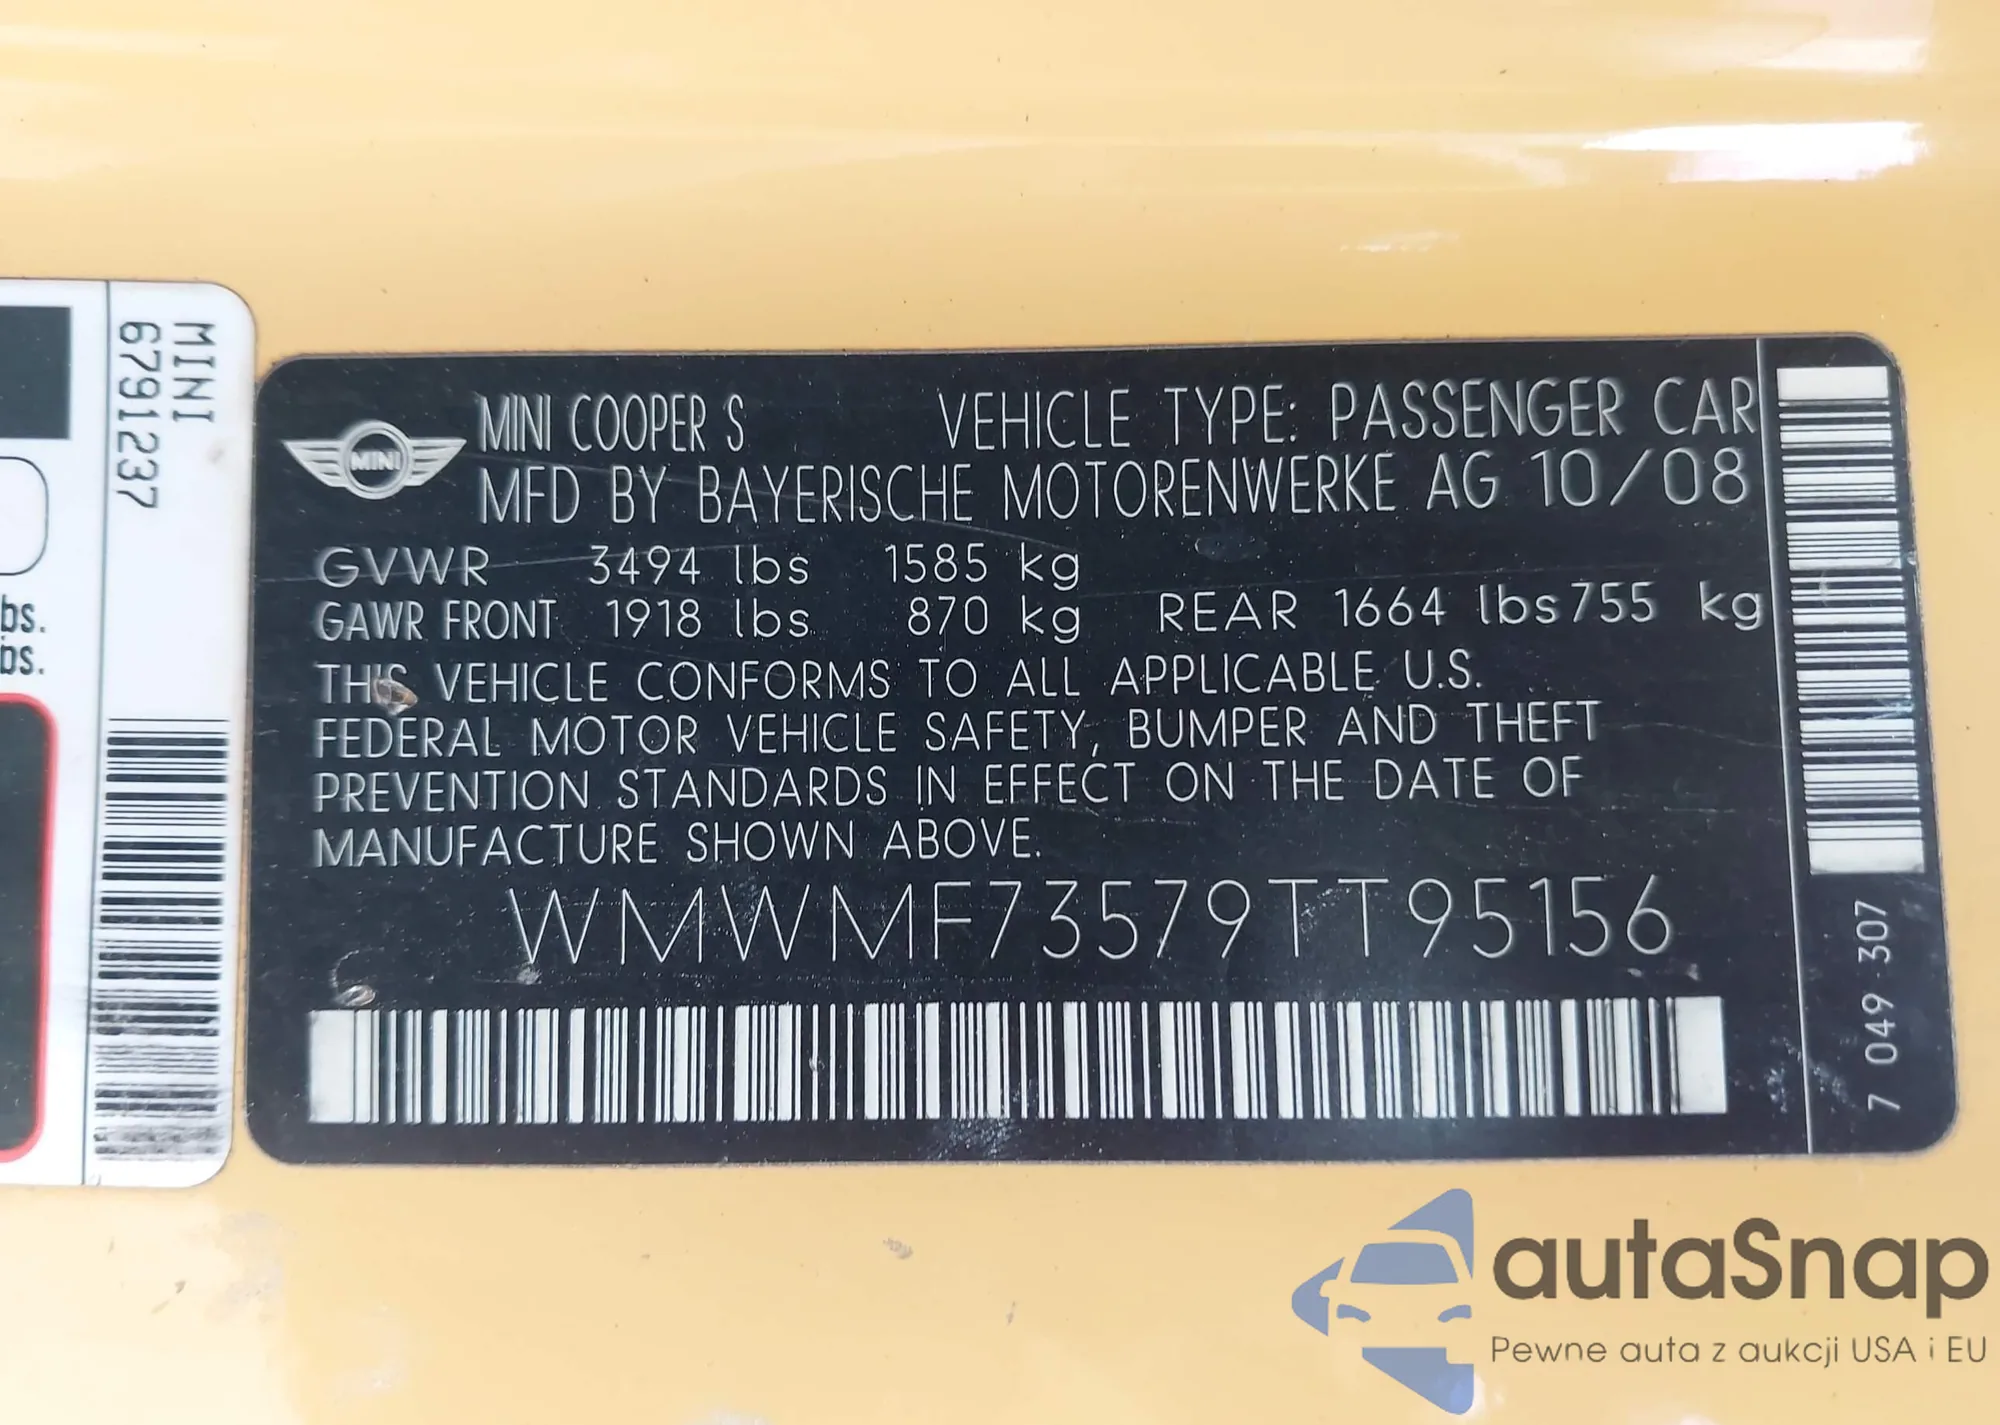 MINI
6791237
bs.
bs.
MINI
MINI COOPER S VEHICLE TYPE: PASSENGER CAR
MFD BY BAYERISCHE MOTORENWERKE AG 10/08
GVWR 3494 lbs 1585 kg
GAWR FRONT 1918 lbs 870 kg REAR 1664 lbs 755 kg
THIS VEHICLE CONFORMS TO ALL APPLICABLE U.S.
FEDERAL MOTOR VEHICLE SAFETY, BUMPER AND THEFT
PREVENTION STANDARDS IN EFFECT ON THE DATE OF
MANUFACTURE SHOWN ABOVE.
WMWMF73579TT95156
7 049 307
autaSnap
Pewne auta z aukcji USA i EU